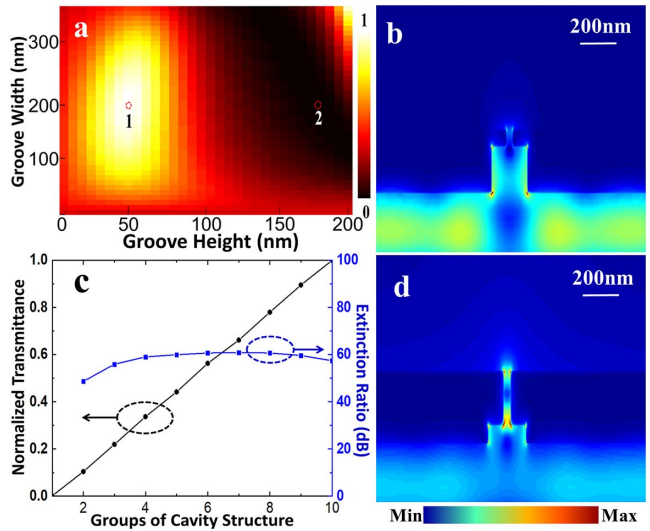 a
1
2
300
200
100
Groove Width (nm)
0
50
100
150
200
Groove Height (nm)
1
0
b
200nm
c
1.0
0.8
0.6
0.4
0.2
0.0
Normalized Transmittance
2
4
6
8
10
Groups of Cavity Structure
100
80
60
40
20
0
Extinction Ratio
(dB)
d
200nm
Min
Max